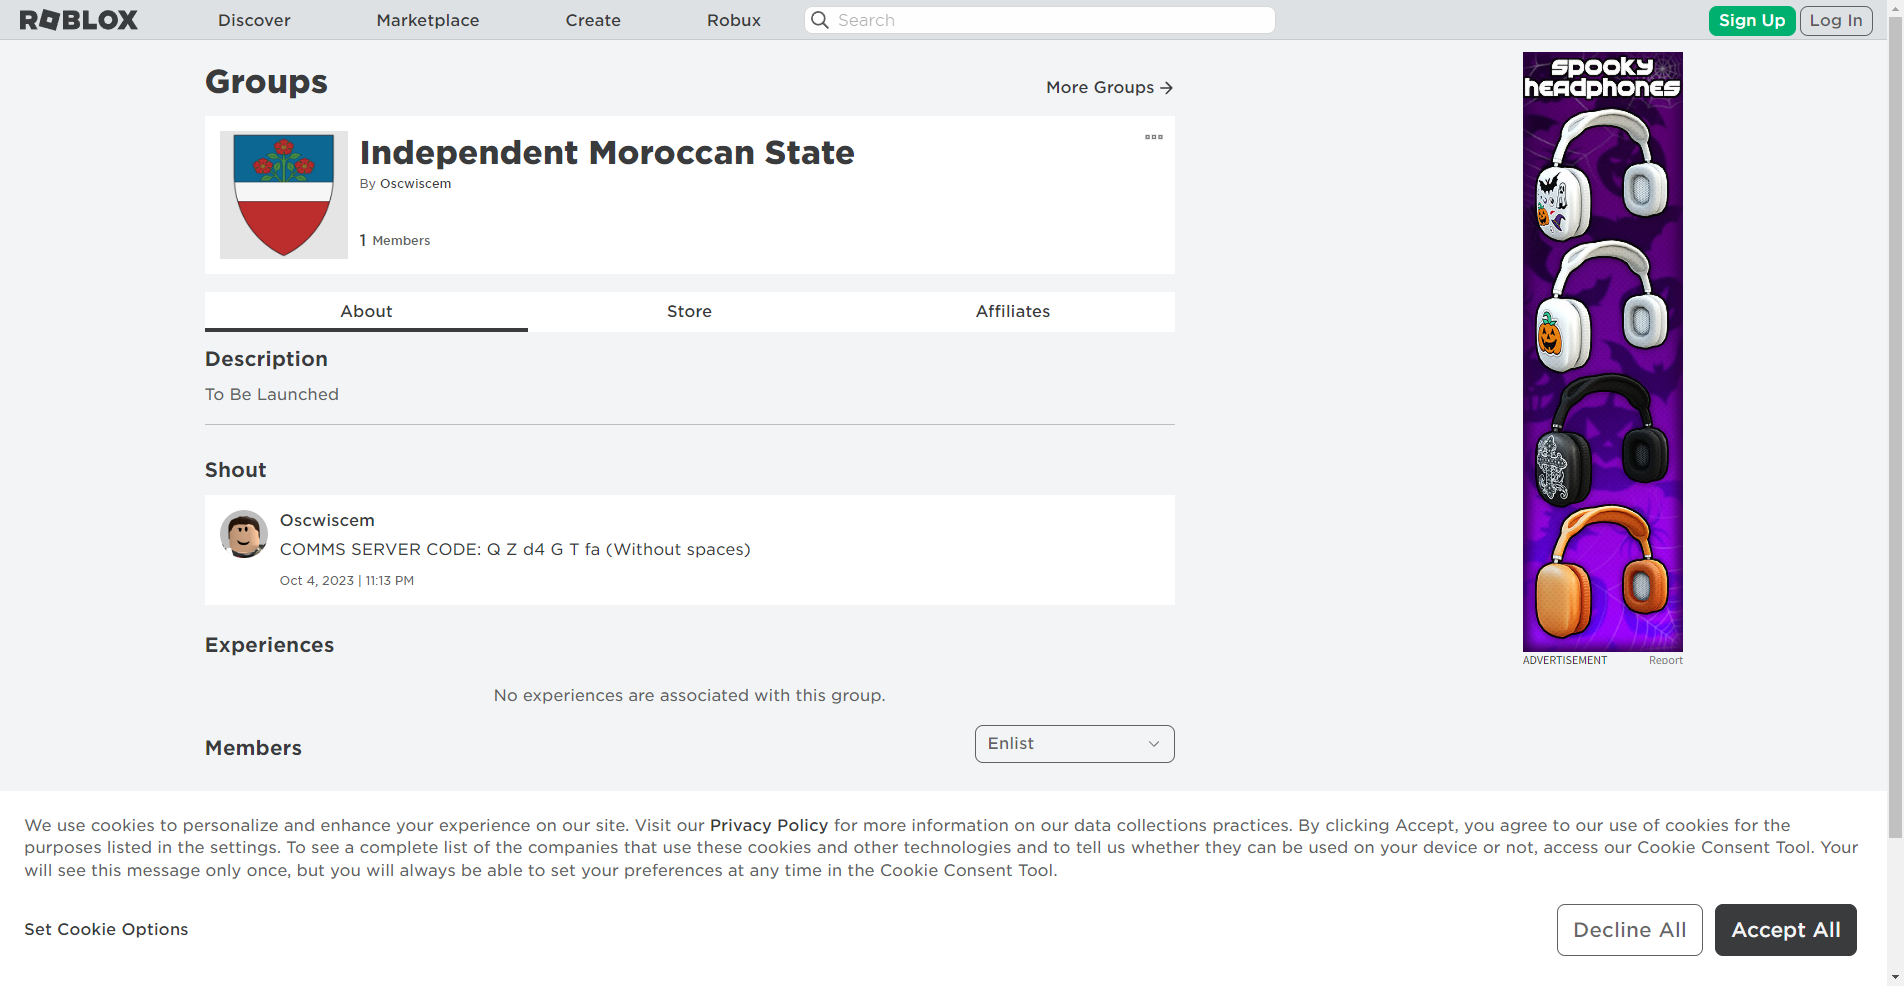 ROBLOX
Discover
Marketplace
Create
Robux
Search
Sign Up
Log In
Groups
More Groups
Independent Moroccan State
By Oscwiscem
1 Members
About
Store
Affiliates
Description
To Be Launched
Shout
Oscwiscem
COMMS SERVER CODE: Q Z d4 G T fa (Without spaces)
Oct 4, 2023 | 11:13 PM
Experiences
No experiences are associated with this group.
Members
Enlist
spooky
headphones
ADVERTISEMENT
Report
We use cookies to personalize and enhance your experience on our site. Visit our Privacy Policy for more information on our data collections practices. By clicking Accept, you agree to our use of cookies for the
purposes listed in the settings. To see a complete list of the companies that use these cookies and other technologies and to tell us whether they can be used on your device or not, access our Cookie Consent Tool. Your
will see this message only once, but you will always be able to set your preferences at any time in the Cookie Consent Tool.
Set Cookie Options
Decline All
Accept All